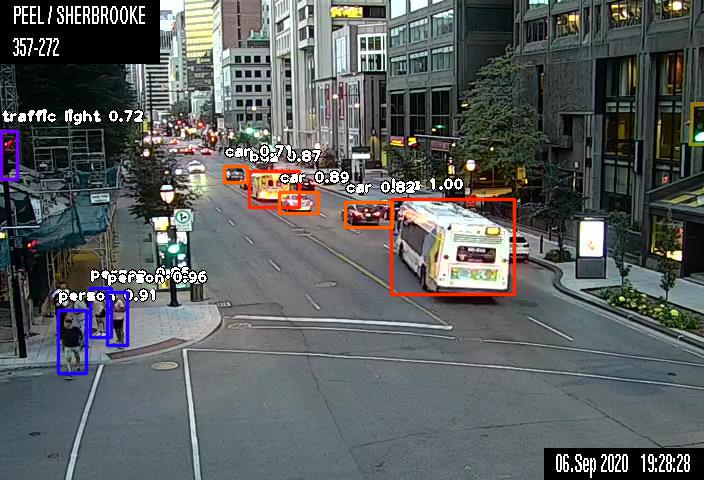 PEEL / SHERBROOKE
357-272
traffic light 0.72
car 0.71
0.87
car 0.89
car 0.82
1.00
person 0.96
person 0.91
06.Sep 2020 19:28:28